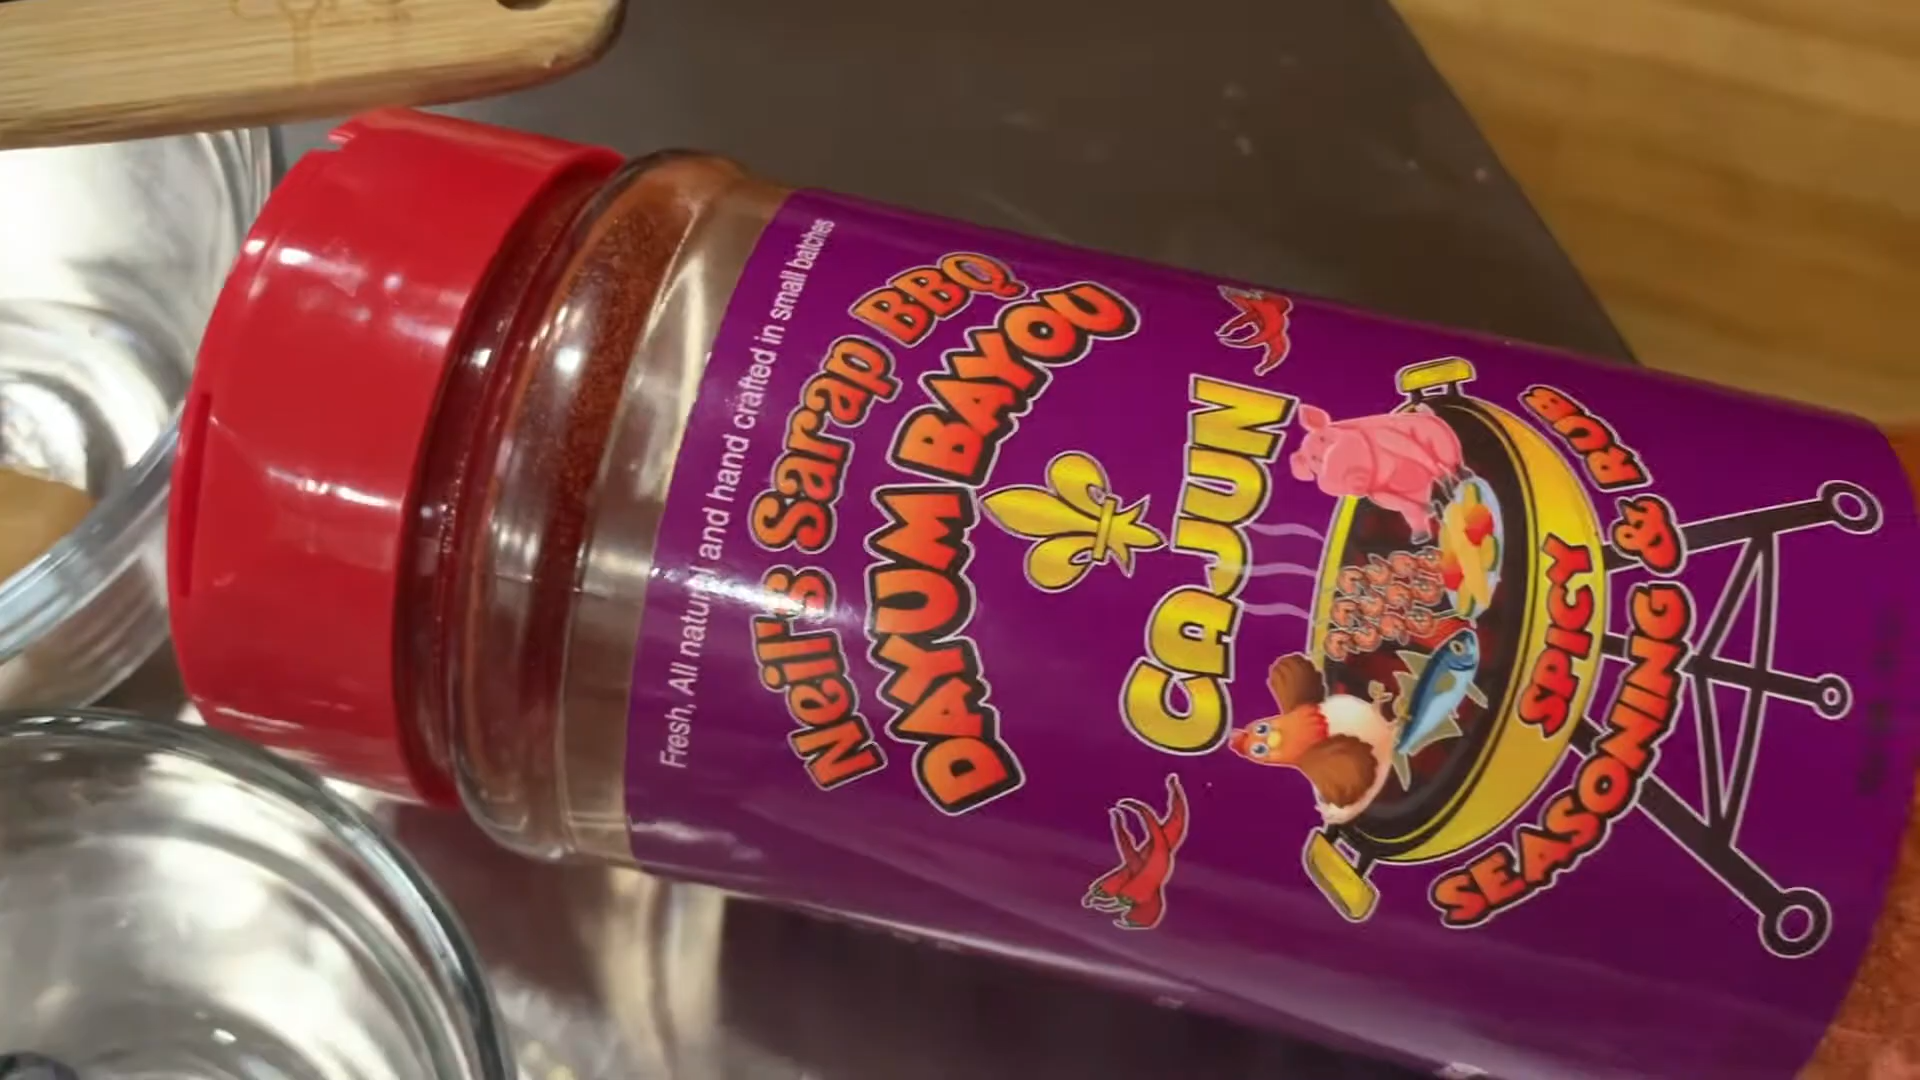 Fresh, All natural and hand crafted in small batches
Neil's Sarap BBQ
DAYUM BAYOU
CAJUN
SPICY
SEASONING & RUB